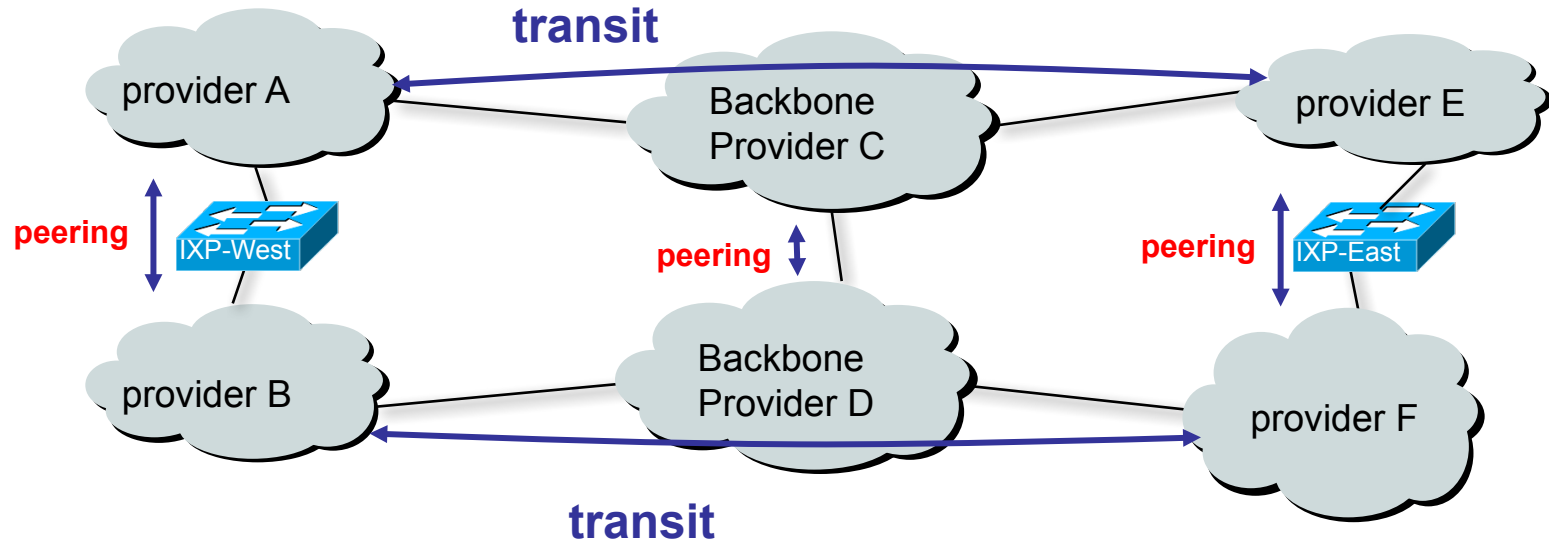 transit
provider A
Backbone
Provider C
provider E
peering
IXP-West
peering
peering
IXP-East
provider B
Backbone
Provider D
provider F
transit